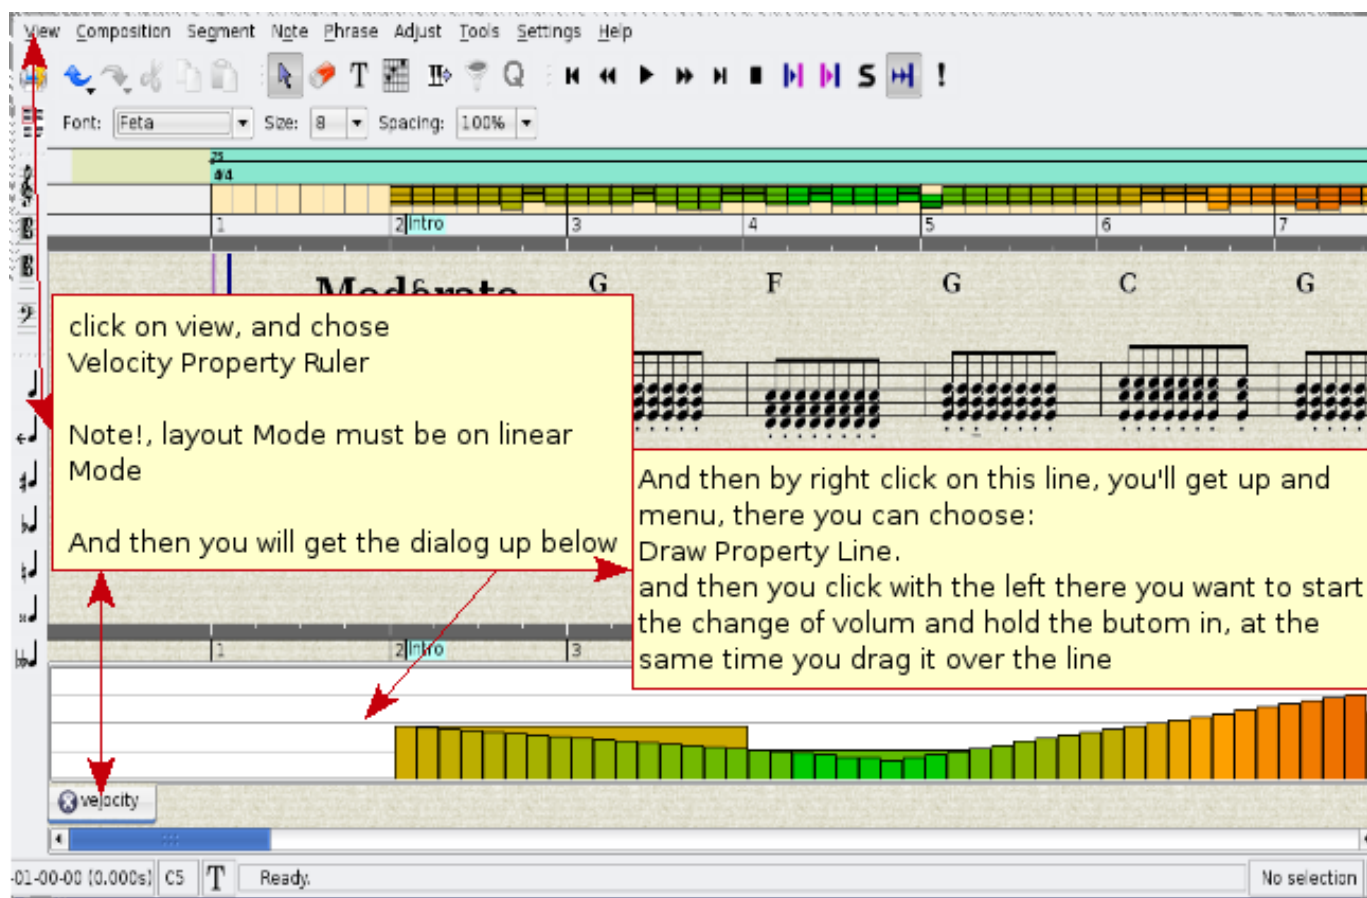 View Composition Segment Note Phrase Adjust Tools Settings Help
T Q S !
Font: Feta Size: 8 Spacing: 100%
75
4/4
1 2 Intro 3 4 5 6 7
Moderato G F G C G
click on view, and chose
Velocity Property Ruler
Note!, layout Mode must be on linear
Mode
And then you will get the dialog up below
And then by right click on this line, you'll get up and
menu, there you can choose:
Draw Property Line.
and then you click with the left there you want to start
the change of volum and hold the butom in, at the
same time you drag it over the line
1 2 Intro 3
velocity
-01-00-00 (0.000s) C5 T Ready. No selection